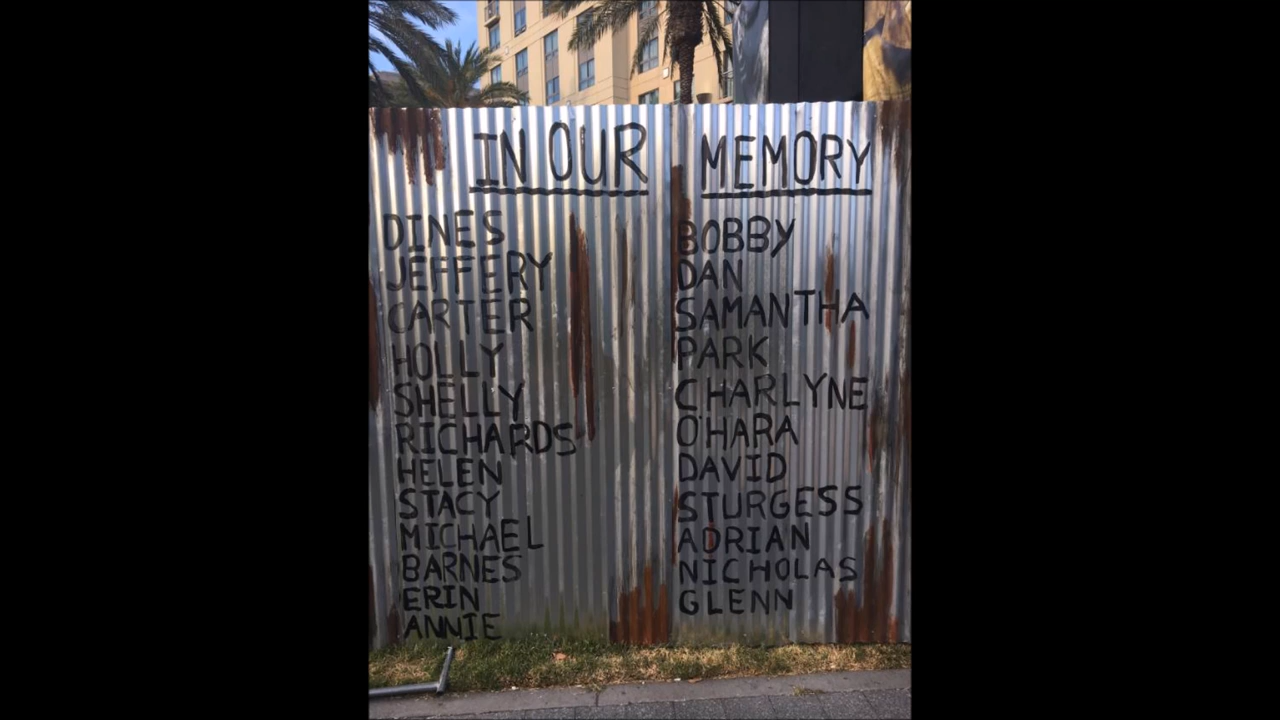 IN OUR MEMORY
DINES
JEFFERY
CARTER
HOLLY
SHELLY
RICHARDS
HELEN
STACY
MICHAEL
BARNES
ERIN
ANNIE
BOBBY
DAN
SAMANTHA
PARK
CHARLYNE
O'HARA
DAVID
STURGESS
ADRIAN
NICHOLAS
GLENN